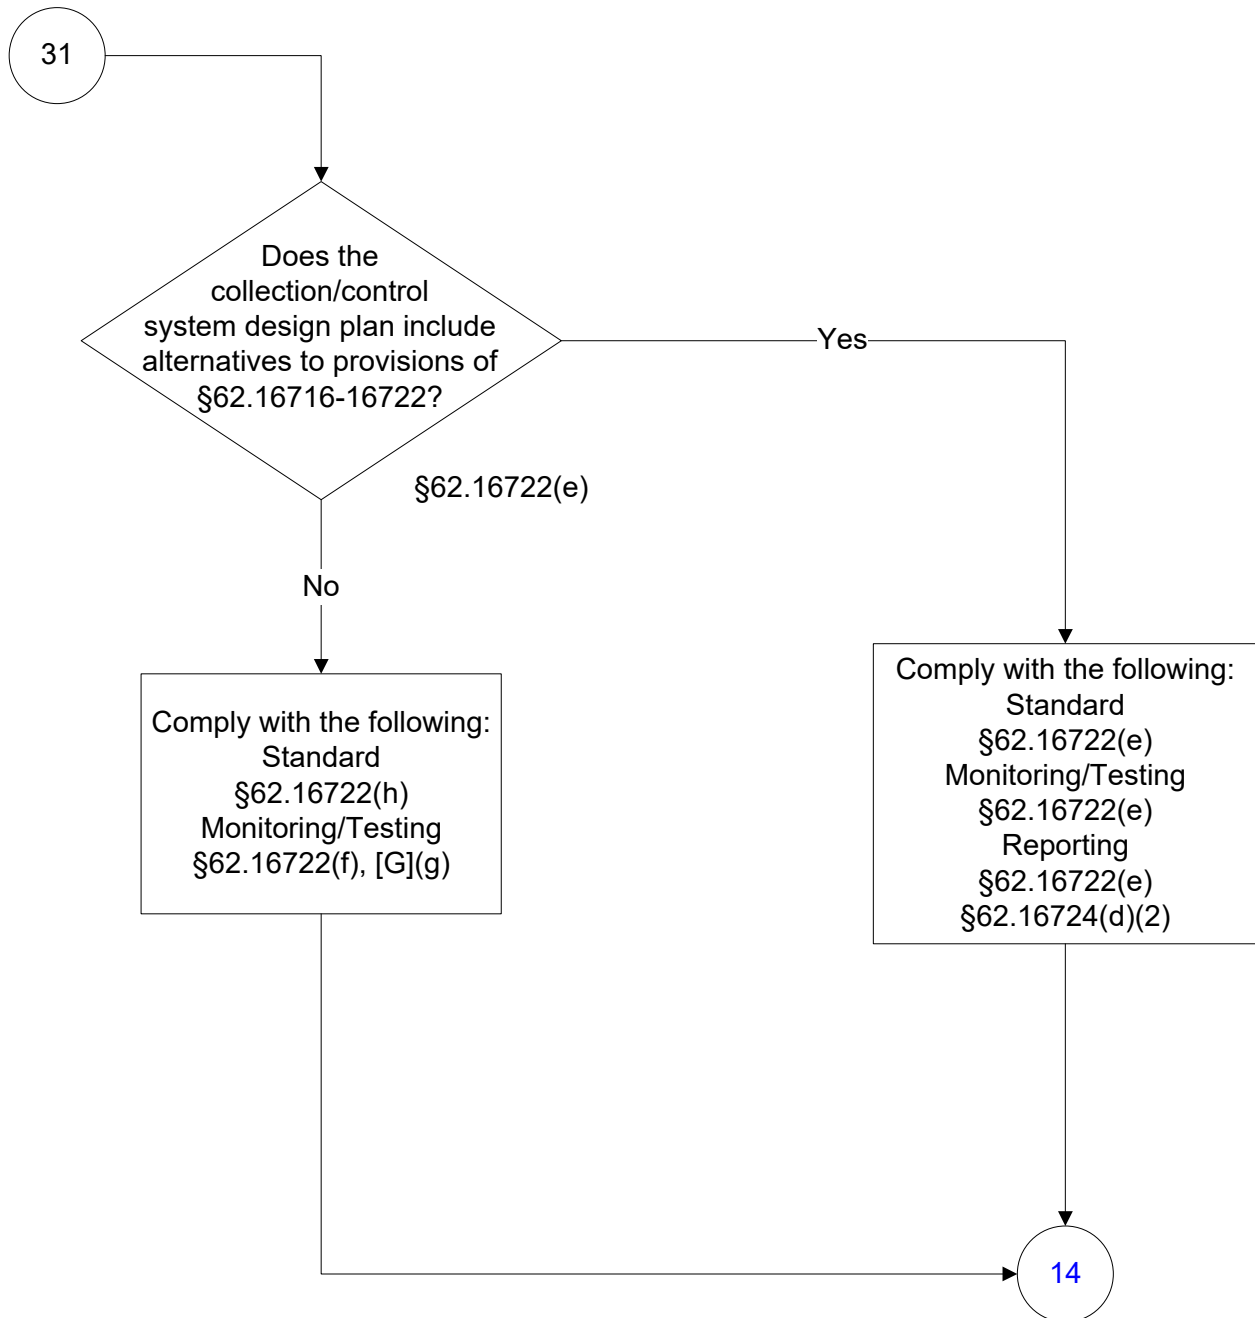 31
Does the
collection/control
system design plan include
alternatives to provisions of
§62.16716-16722?
Yes
§62.16722(e)
No
Comply with the following:
Standard
§62.16722(h)
Monitoring/Testing
§62.16722(f), [G](g)
Comply with the following:
Standard
§62.16722(e)
Monitoring/Testing
§62.16722(e)
Reporting
§62.16722(e)
§62.16724(d)(2)
14